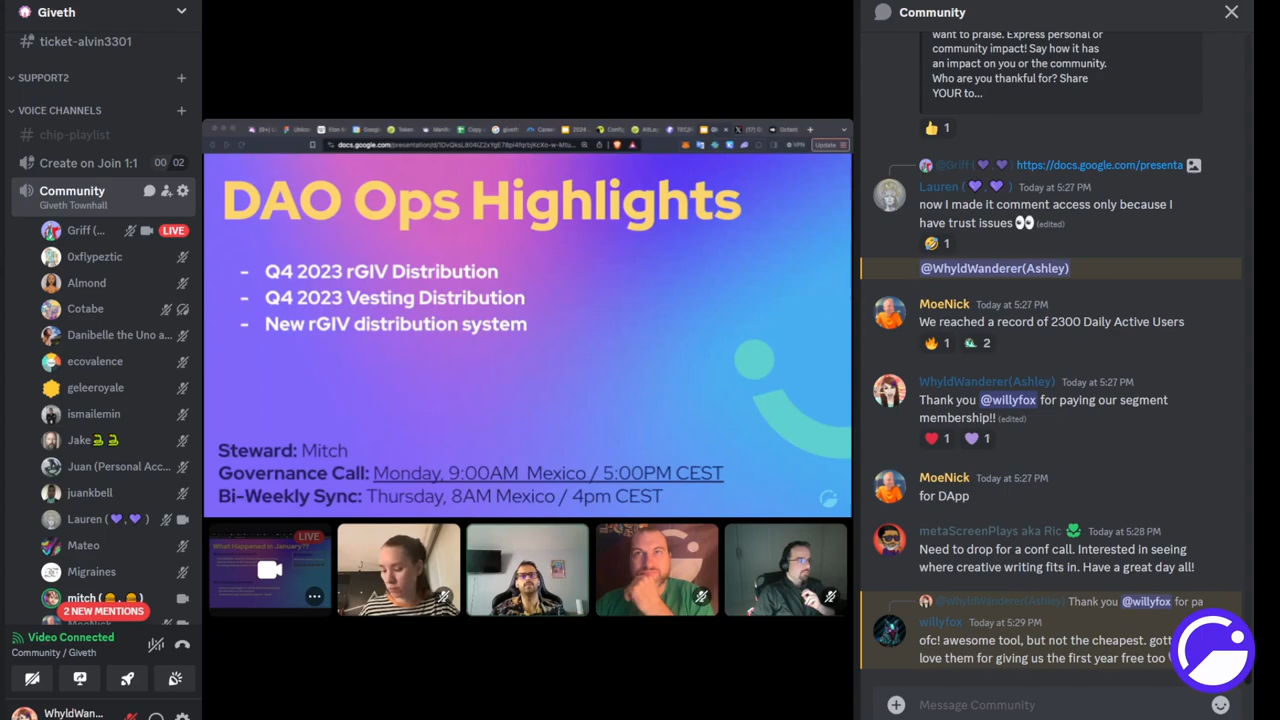 Giveth
ticket-alvin3301
SUPPORT2
VOICE CHANNELS
chip-playlist
Create on Join 1:1 00 02
Community
Giveth Townhall
Griff (... LIVE
0xflypeztic
Almond
Cotabe
Danibelle the Uno a...
ecovalence
geleeroyale
ismailemin
Jake
Juan (Personal Acc...
juankbell
Lauren (💜,💜)
Mateo
Migraines
mitch
2 NEW MENTIONS
Video Connected
Community / Giveth
WhyldWan...
Update
DAO Ops Highlights
- Q4 2023 rGIV Distribution
- Q4 2023 Vesting Distribution
- New rGIV distribution system
Steward: Mitch
Governance Call: Monday, 9:00AM Mexico / 5:00PM CEST
Bi-Weekly Sync: Thursday, 8AM Mexico / 4pm CEST
What Happened in January??
LIVE
Community
want to praise. Express personal or
community impact! Say how it has
an impact on you or the community.
Who are you thankful for? Share
YOUR to...
👍 1
@Griff (💜,💜) https://docs.google.com/presenta
Lauren (💜,💜) Today at 5:27 PM
now I made it comment access only because I
have trust issues 👀 (edited)
🤣 1
@WhyldWanderer(Ashley)
MoeNick Today at 5:27 PM
We reached a record of 2300 Daily Active Users
🔥 1 2
WhyldWanderer(Ashley) Today at 5:27 PM
Thank you @willyfox for paying our segment
membership!! (edited)
❤️ 1 💜 1
MoeNick Today at 5:27 PM
for DApp
metaScreenPlays aka Ric Today at 5:28 PM
Need to drop for a conf call. Interested in seeing
where creative writing fits in. Have a great day all!
@WhyldWanderer(Ashley) Thank you @willyfox for pa
willyfox Today at 5:29 PM
ofc! awesome tool, but not the cheapest. gott
love them for giving us the first year free too
Message Community